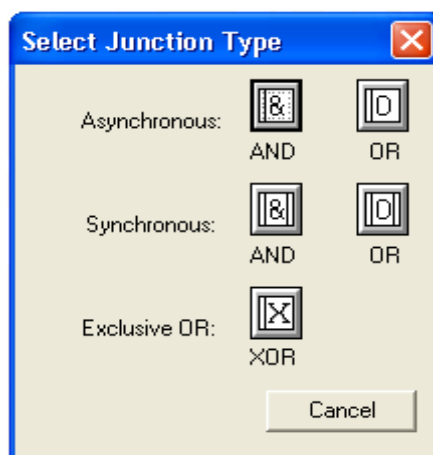 Select Junction Type
Asynchronous:
&
O
AND
OR
Synchronous:
&
O
AND
OR
Exclusive OR:
X
XOR
Cancel